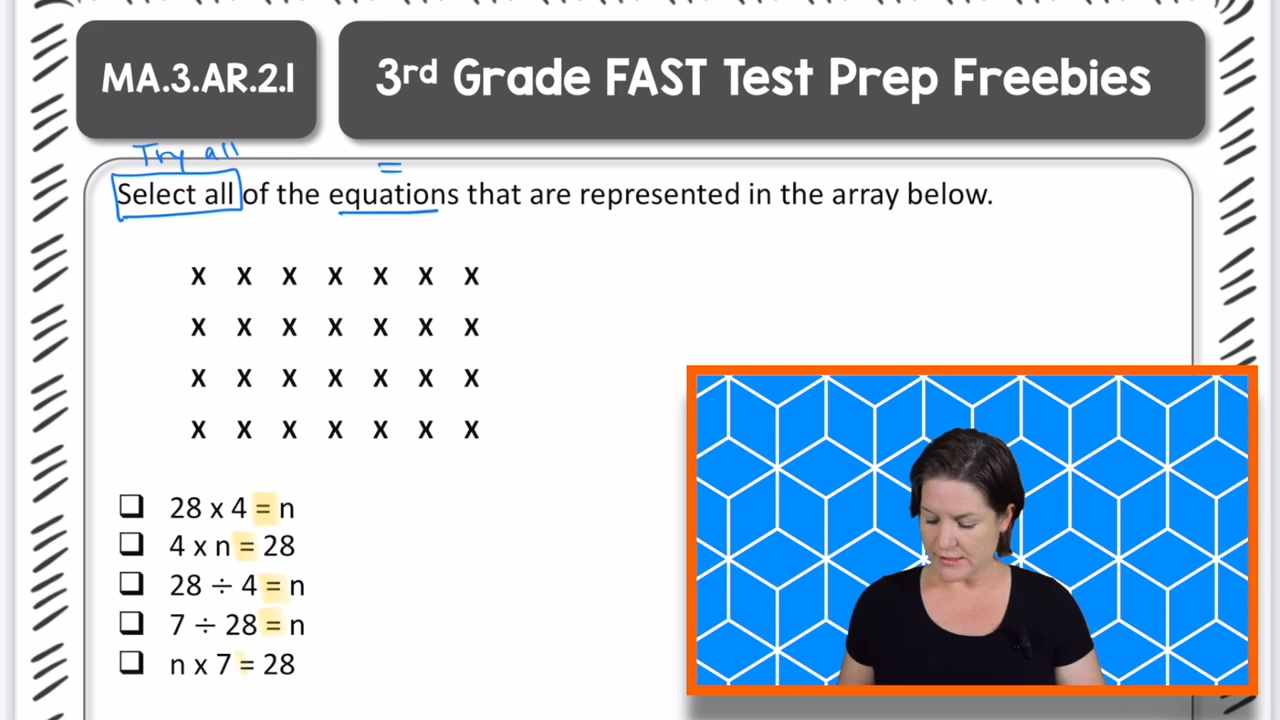 MA.3.AR.2.1
3rd Grade FAST Test Prep Freebies
Try all
=
Select all of the equations that are represented in the array below.
X X X X X X X
X X X X X X X
X X X X X X X
X X X X X X X
❑ 28 x 4 = n
❑ 4 x n = 28
❑ 28 ÷ 4 = n
❑ 7 ÷ 28 = n
❑ n x 7 = 28